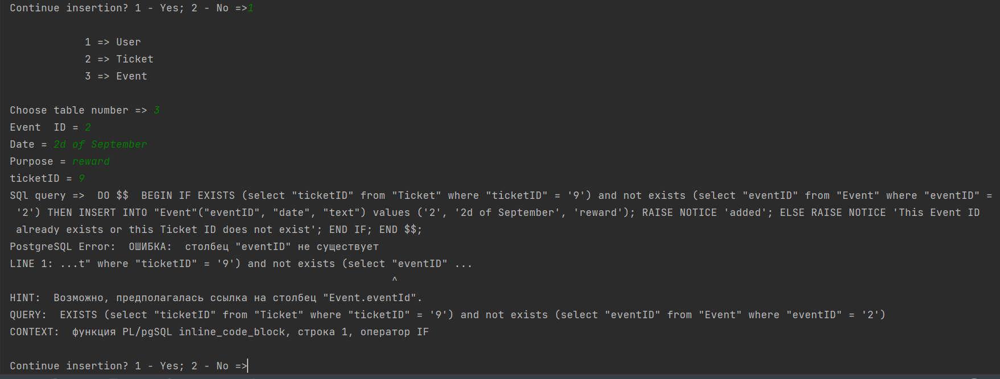 Continue insertion? 1 - Yes; 2 - No =>1
1 => User
2 => Ticket
3 => Event
Choose table number => 3
Event  ID = 2
Date = 2d of September
Purpose = reward
ticketID = 9
SQl query =>  DO $$  BEGIN IF EXISTS (select "ticketID" from "Ticket" where "ticketID" = '9') and not exists (select "eventID" from "Event" where "eventID" =
'2') THEN INSERT INTO "Event"("eventID", "date", "text") values ('2', '2d of September', 'reward'); RAISE NOTICE 'added'; ELSE RAISE NOTICE 'This Event ID
already exists or this Ticket ID does not exist'; END IF; END $$;
PostgreSQL Error:  ОШИБКА:  столбец "eventID" не существует
LINE 1: ...t" where "ticketID" = '9') and not exists (select "eventID" ...
^
HINT:  Возможно, предполагалась ссылка на столбец "Event.eventId".
QUERY:  EXISTS (select "ticketID" from "Ticket" where "ticketID" = '9') and not exists (select "eventID" from "Event" where "eventID" = '2')
CONTEXT:  функция PL/pgSQL inline_code_block, строка 1, оператор IF
Continue insertion? 1 - Yes; 2 - No =>